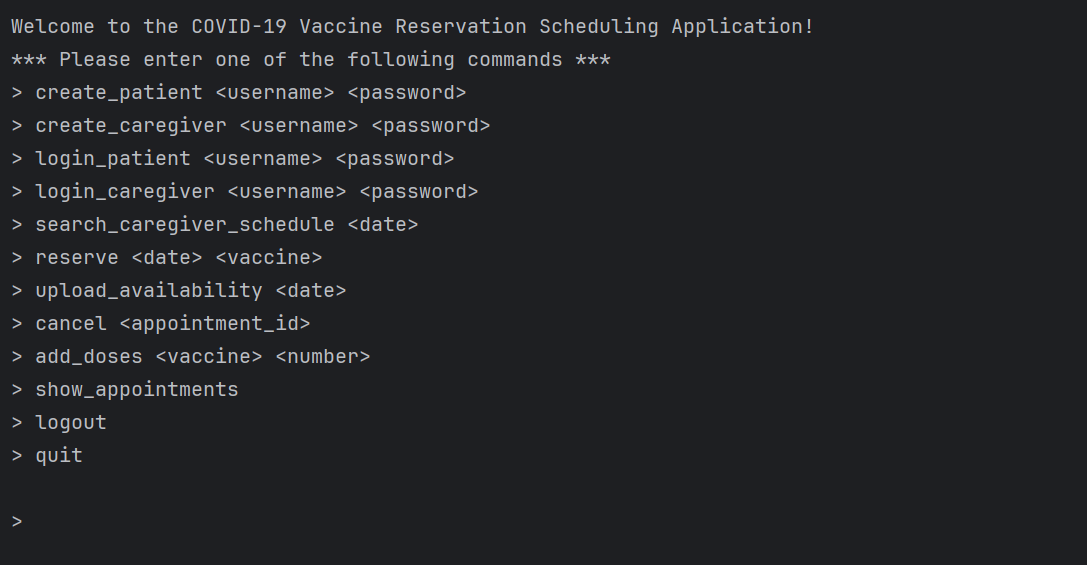 Welcome to the COVID-19 Vaccine Reservation Scheduling Application!
*** Please enter one of the following commands ***
> create_patient <username> <password>
> create_caregiver <username> <password>
> login_patient <username> <password>
> login_caregiver <username> <password>
> search_caregiver_schedule <date>
> reserve <date> <vaccine>
> upload_availability <date>
> cancel <appointment_id>
> add_doses <vaccine> <number>
> show_appointments
> logout
> quit
>